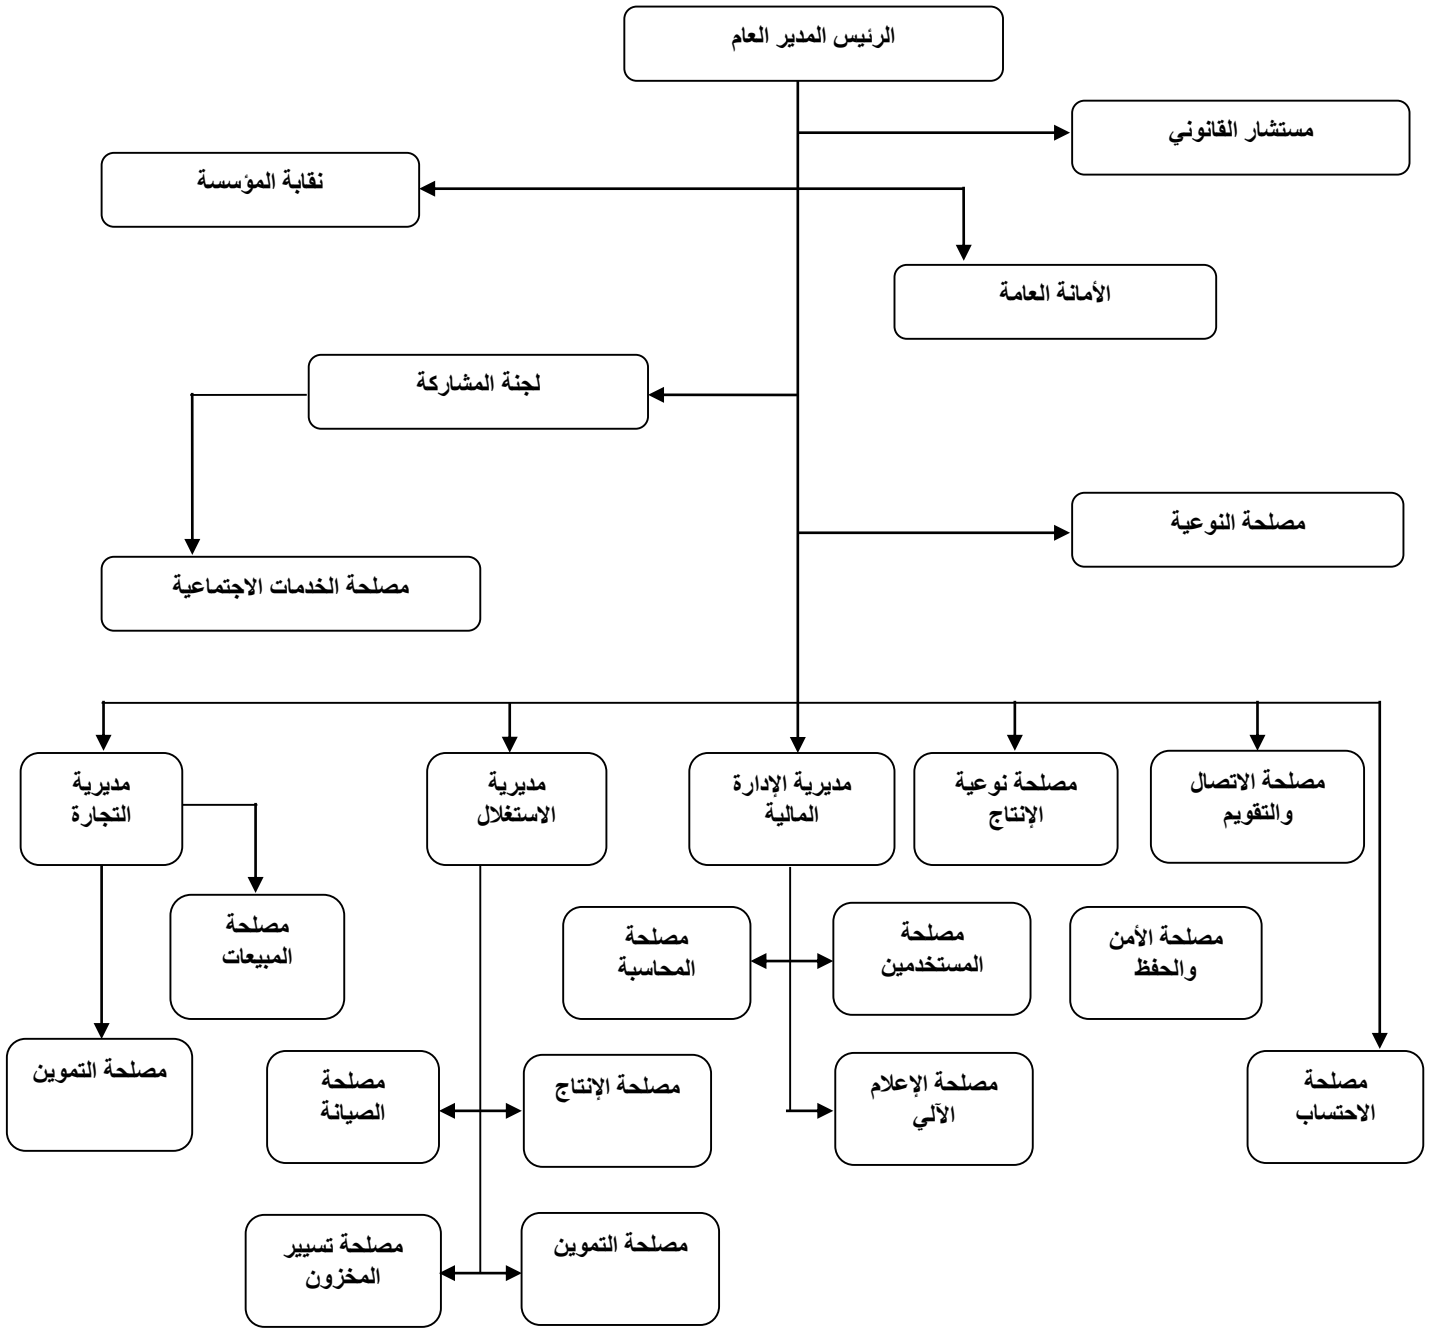 الرئيس المدير العام
مستشار القانوني
نقابة المؤسسة
الأمانة العامة
لجنة المشاركة
مصلحة النوعية
مصلحة الخدمات الاجتماعية
مصلحة الاتصال
والتقويم
مصلحة نوعية
الإنتاج
مديرية الإدارة
المالية
مديرية
الاستغلال
مديرية
التجارة
مصلحة
المبيعات
مصلحة الأمن
والحفظ
مصلحة
المستخدمين
مصلحة
المحاسبة
مصلحة
الاحتساب
مصلحة الإعلام
الآلي
مصلحة الإنتاج
مصلحة
الصيانة
مصلحة التموين
مصلحة التموين
مصلحة تسيير
المخزون